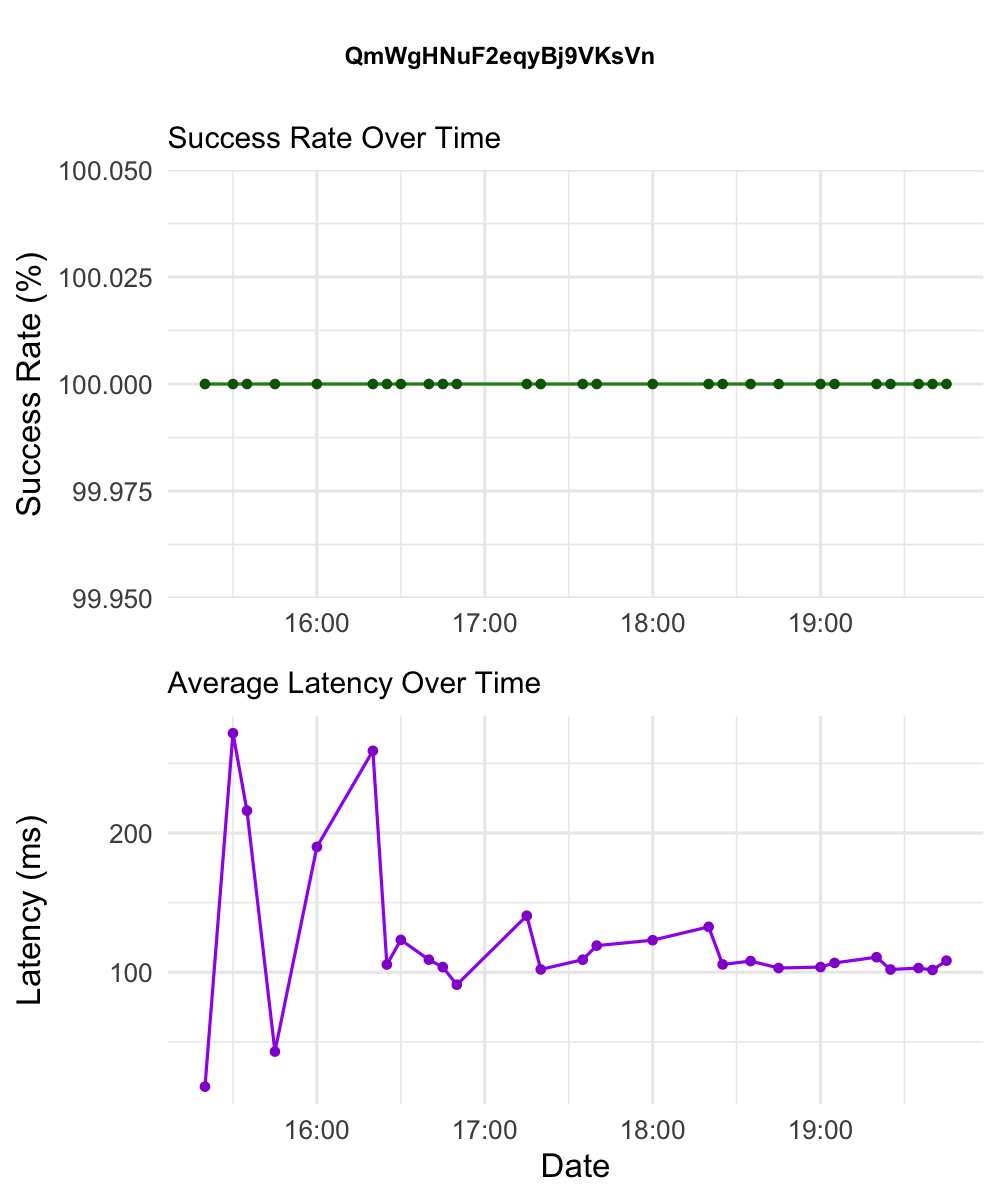 QmWgHNuF2eqyBj9VKsVn
Success Rate Over Time
Success Rate (%)
100.050
100.025
100.000
99.975
99.950
16:00 17:00 18:00 19:00
Average Latency Over Time
Latency (ms)
200
100
16:00 17:00 18:00 19:00
Date